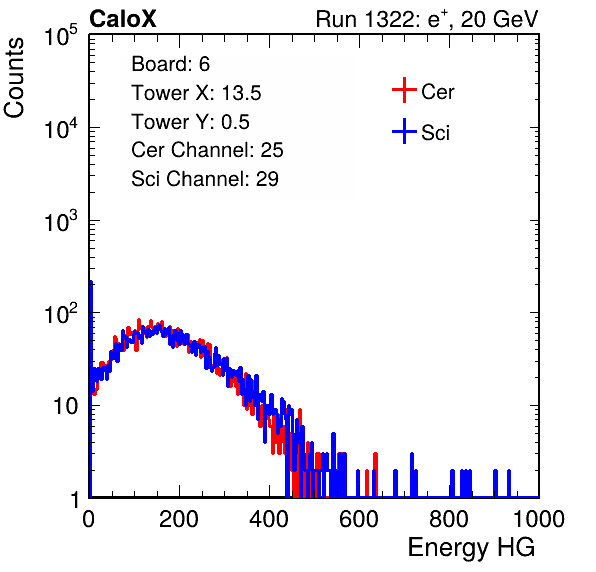 CaloX Run 1322: e⁺, 20 GeV
Board: 6
Tower X: 13.5
Tower Y: 0.5
Cer Channel: 25
Sci Channel: 29
Cer
Sci
Counts
10⁵
10⁴
10³
10²
10
1
0 200 400 600 800 1000
Energy HG